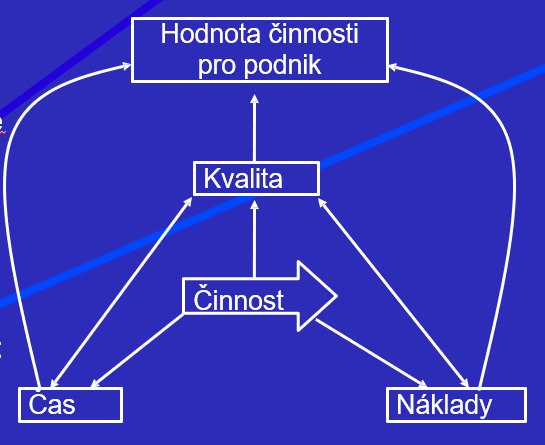 Hodnota činnosti
pro podnik
Kvalita
Činnost
Čas
Náklady